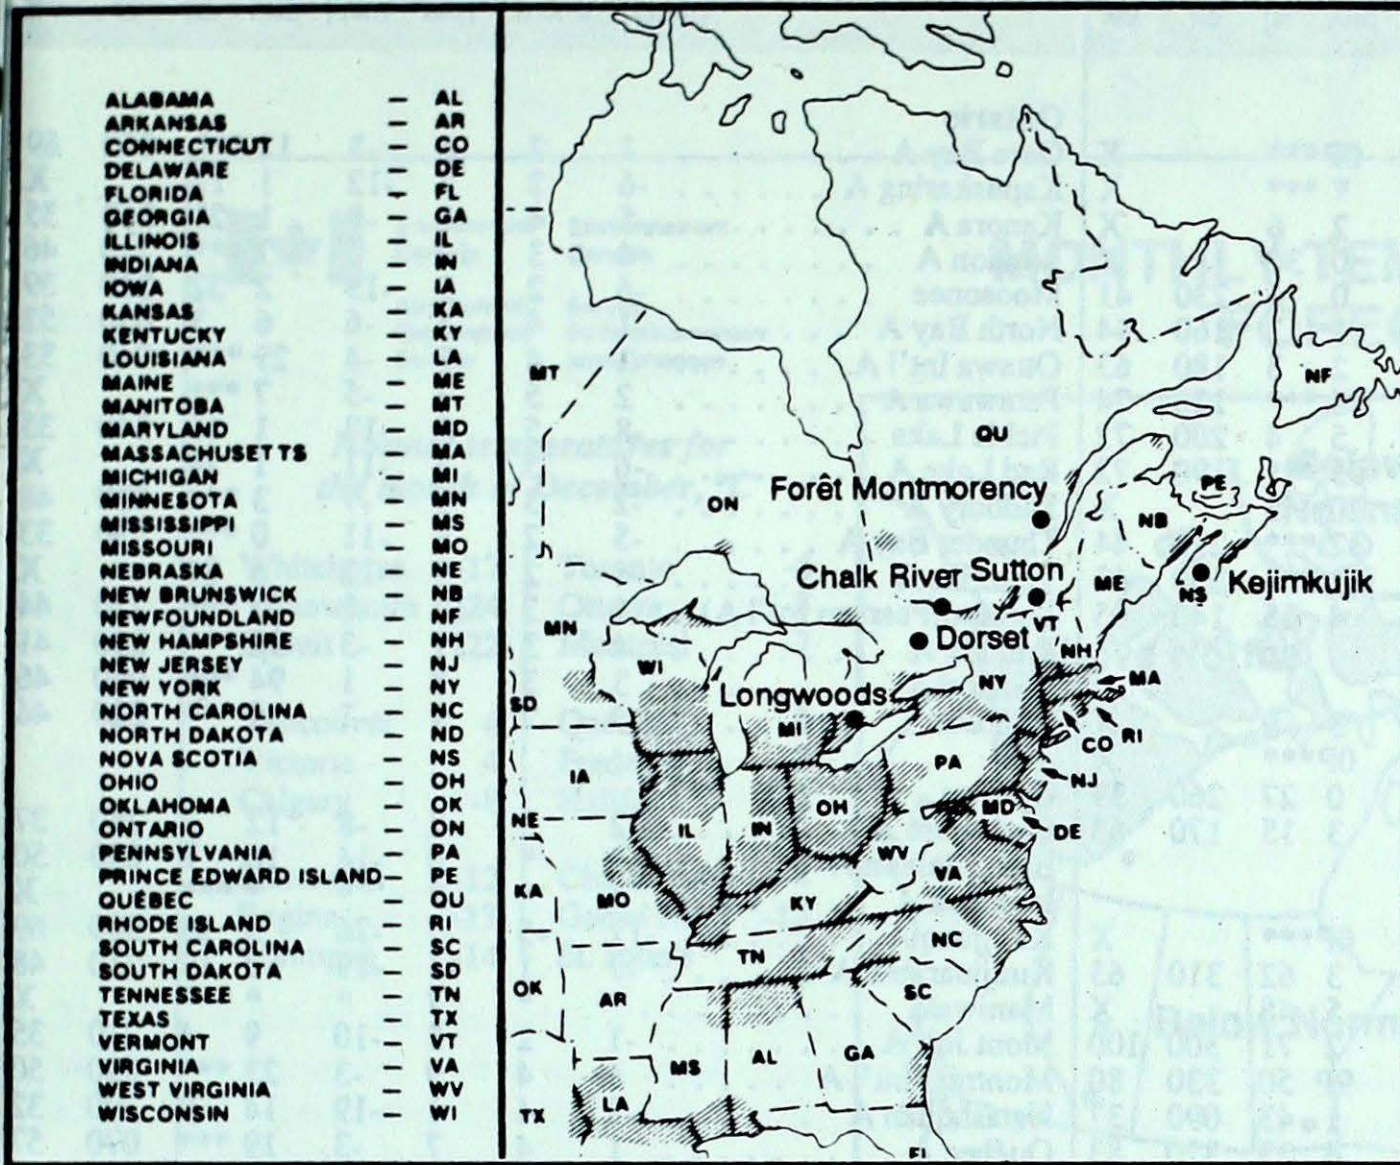 ALABAMA — AL
ARKANSAS — AR
CONNECTICUT — CO
DELAWARE — DE
FLORIDA — FL
GEORGIA — GA
ILLINOIS — IL
INDIANA — IN
IOWA — IA
KANSAS — KA
KENTUCKY — KY
LOUISIANA — LA
MAINE — ME
MANITOBA — MT
MARYLAND — MD
MASSACHUSETTS — MA
MICHIGAN — MI
MINNESOTA — MN
MISSISSIPPI — MS
MISSOURI — MO
NEBRASKA — NE
NEW BRUNSWICK — NB
NEWFOUNDLAND — NF
NEW HAMPSHIRE — NH
NEW JERSEY — NJ
NEW YORK — NY
NORTH CAROLINA — NC
NORTH DAKOTA — ND
NOVA SCOTIA — NS
OHIO — OH
OKLAHOMA — OK
ONTARIO — ON
PENNSYLVANIA — PA
PRINCE EDWARD ISLAND — PE
QUÉBEC — QU
RHODE ISLAND — RI
SOUTH CAROLINA — SC
SOUTH DAKOTA — SD
TENNESSEE — TN
TEXAS — TX
VERMONT — VT
VIRGINIA — VA
WEST VIRGINIA — WV
WISCONSIN — WI
MT
NF
QU
Forêt Montmorency
PE
ON
NB
Chalk River
Sutton
ME
Kejimkujik
NS
MN
Dorset
VT
NH
WI
NY
MA
Longwoods
SD
MI
CO
RI
IA
PA
NJ
NE
IL
IN
OH
MD
DE
WV
VA
KA
MO
KY
NC
TN
OK
AR
SC
MS
AL
GA
LA
TX
FL